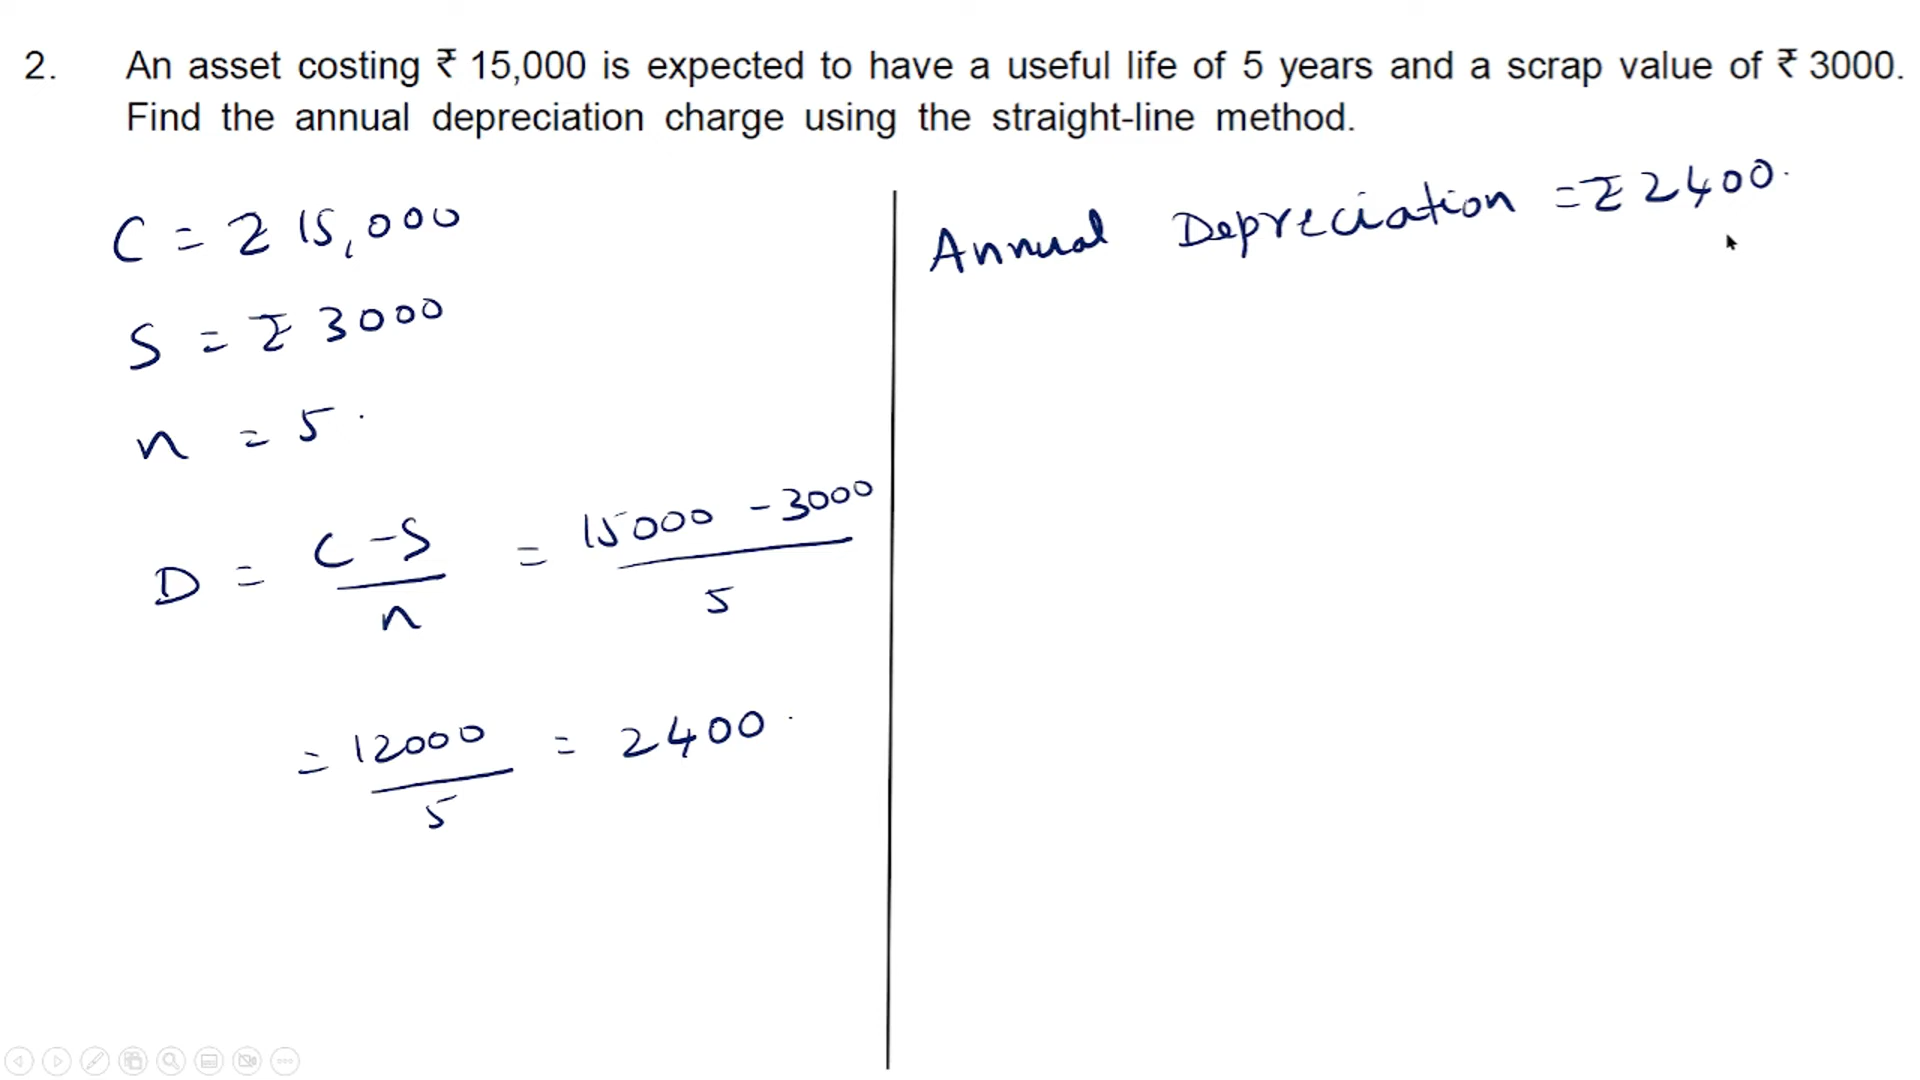 2. An asset costing ₹ 15,000 is expected to have a useful life of 5 years and a scrap value of ₹ 3000.
Find the annual depreciation charge using the straight-line method.
C = ₹ 15,000
S = ₹ 3000
n = 5.
D = C-S / n = 15000 - 3000 / 5
= 12000 / 5 = 2400.
Annual Depreciation = ₹ 2400.